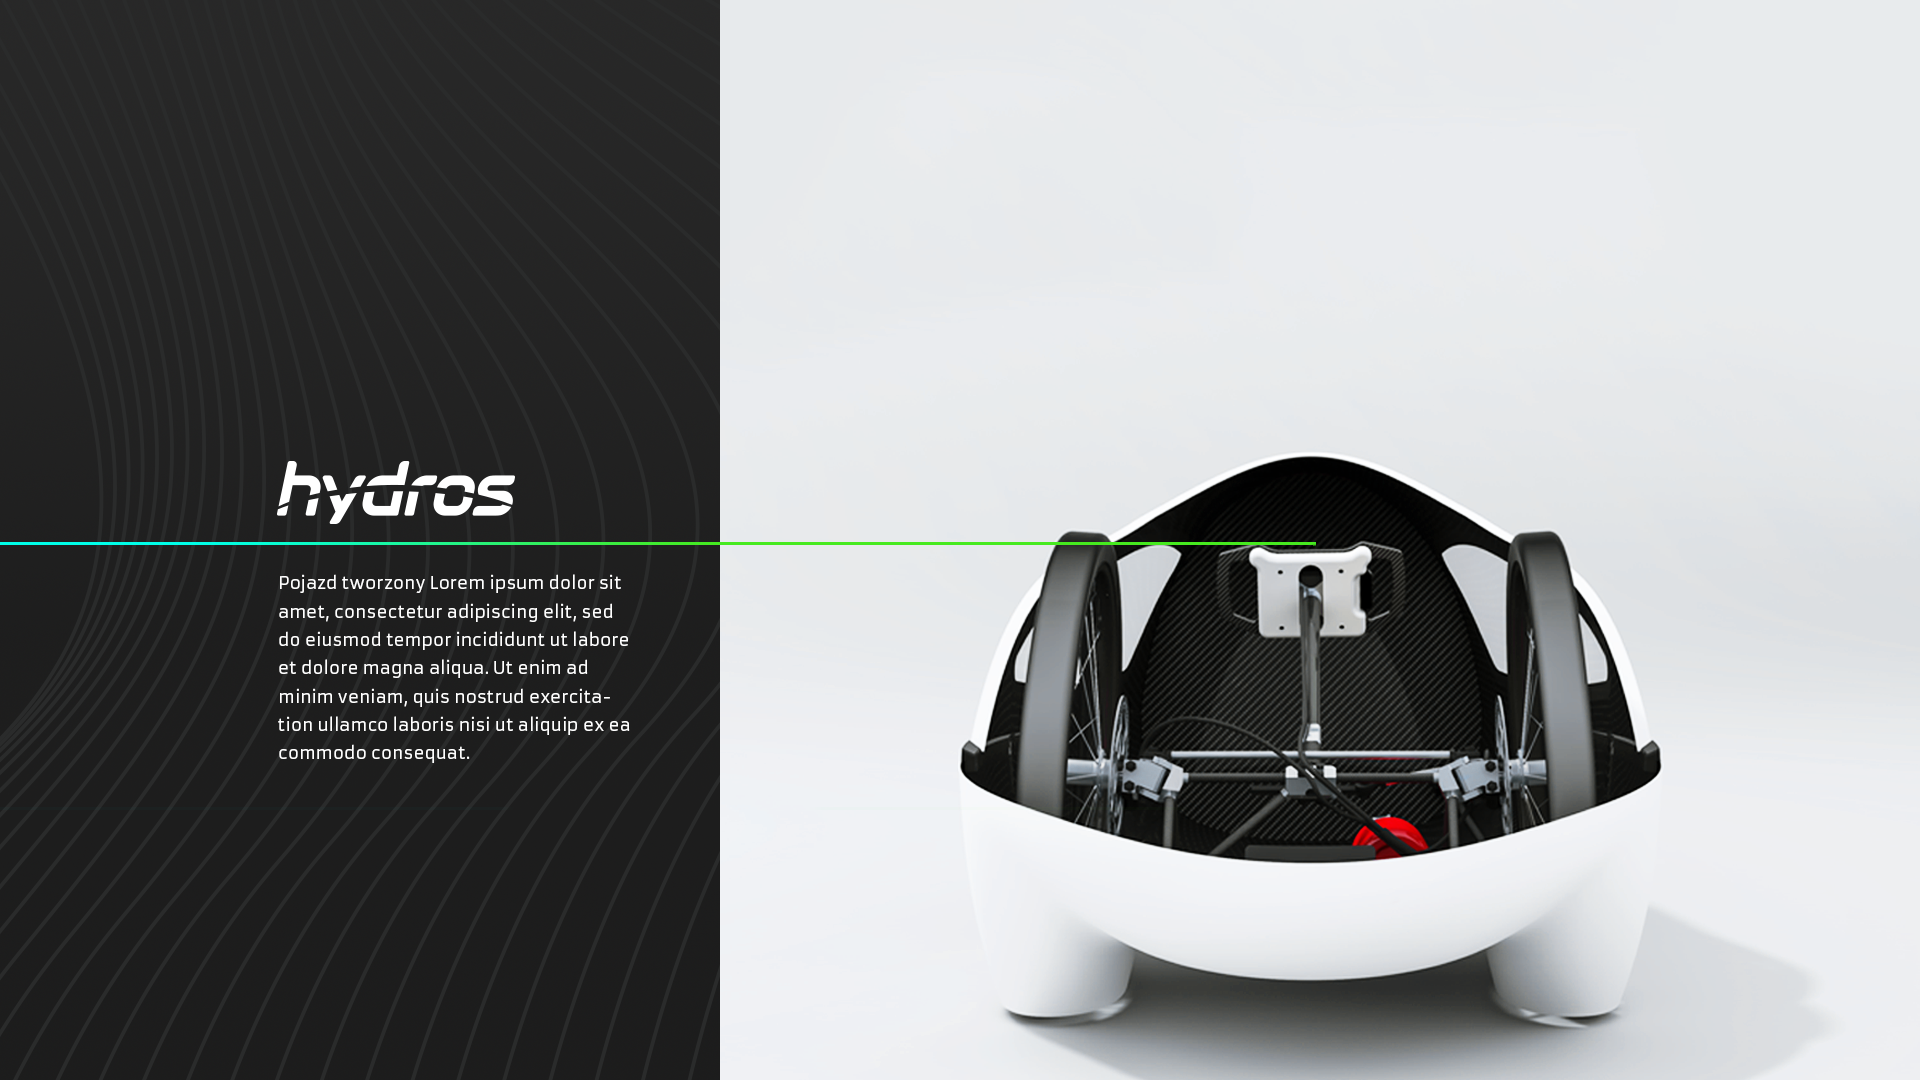 hydros
Pojazd tworzony Lorem ipsum dolor sit
amet, consectetur adipiscing elit, sed
do eiusmod tempor incididunt ut labore
et dolore magna aliqua. Ut enim ad
minim veniam, quis nostrud exercita-
tion ullamco laboris nisi ut aliquip ex ea
commodo consequat.